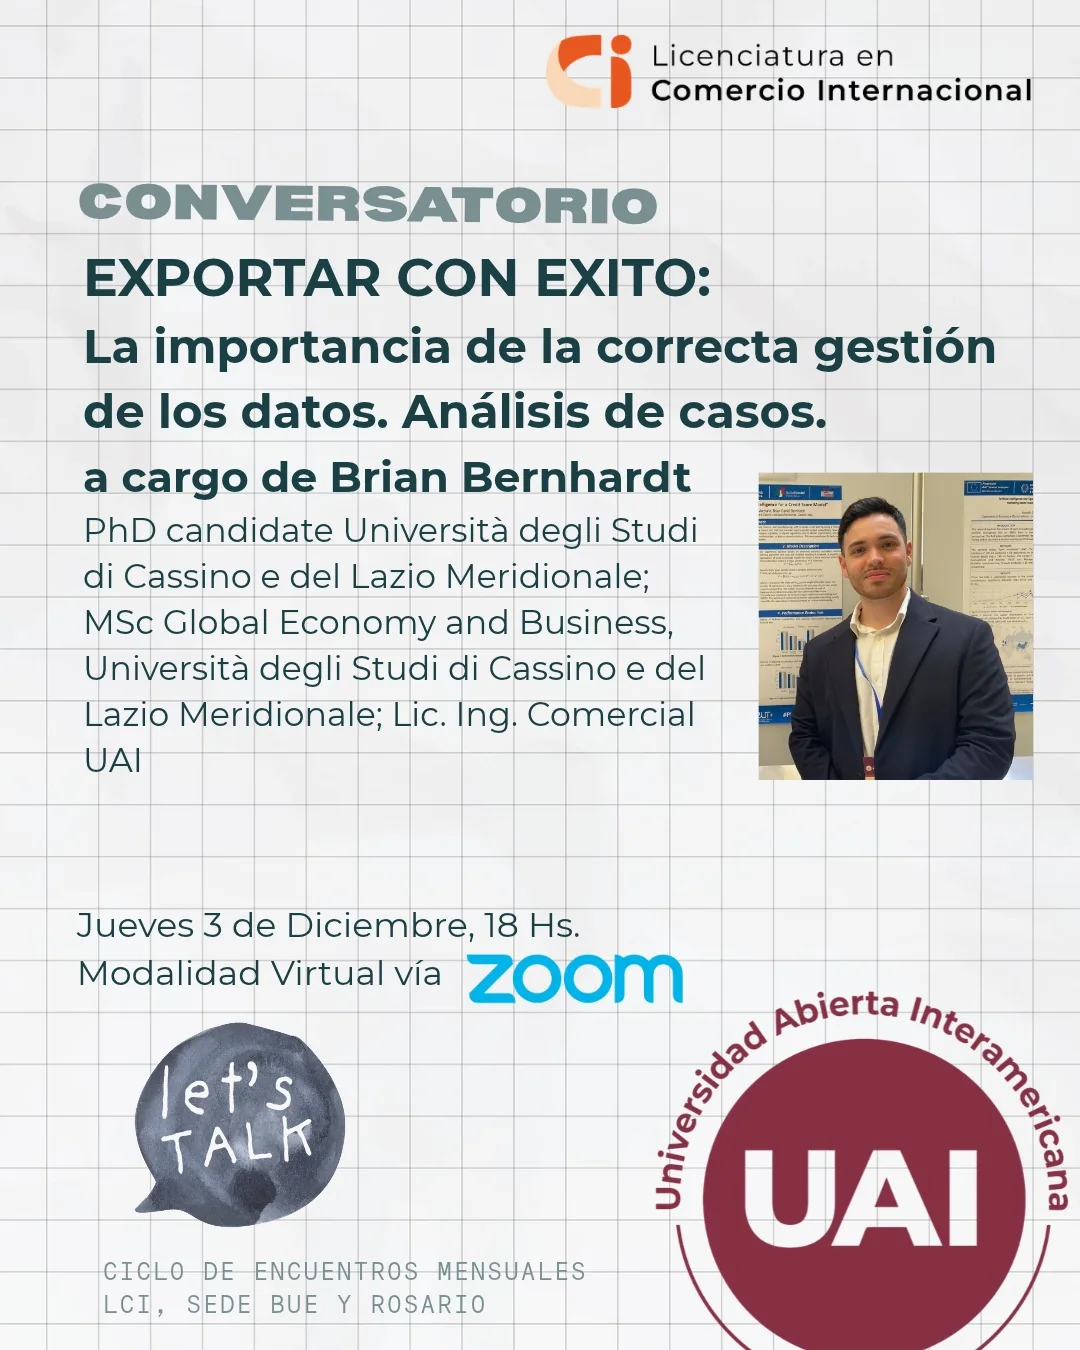 Licenciatura en
Comercio Internacional
CONVERSATORIO
EXPORTAR CON EXITO:
La importancia de la correcta gestión
de los datos. Análisis de casos.
a cargo de Brian Bernhardt
PhD candidate Università degli Studi
di Cassino e del Lazio Meridionale;
MSc Global Economy and Business,
Università degli Studi di Cassino e del
Lazio Meridionale; Lic. Ing. Comercial
UAI
Jueves 3 de Diciembre, 18 Hs.
Modalidad Virtual vía zoom
let's
TALK
Universidad Abierta Interamericana
UAI
CICLO DE ENCUENTROS MENSUALES
LCI, SEDE BUE Y ROSARIO